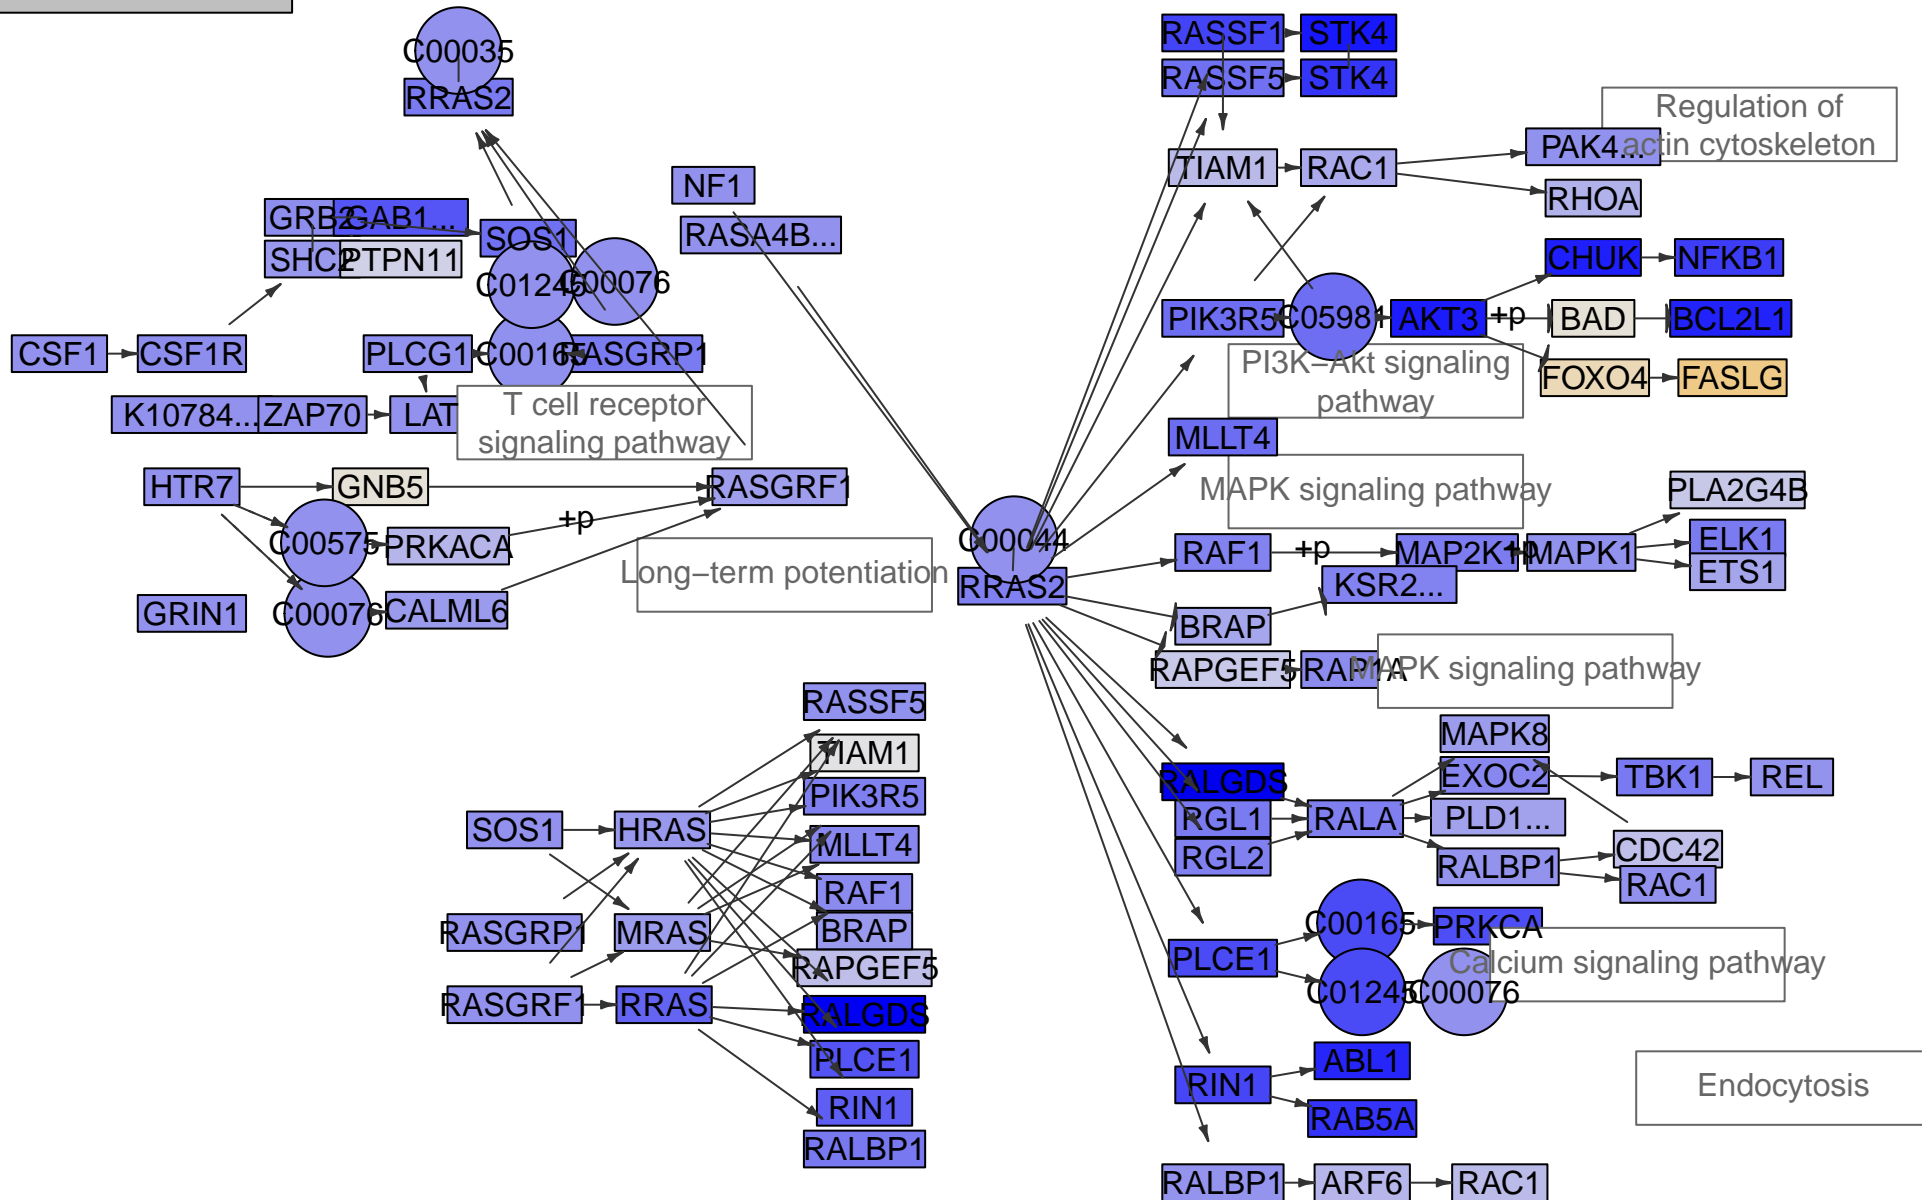 C00035
RRAS2
NF1
RASA4B...
GRB2
GAB1...
SOS1
SHC2
PTPN11
C01245
C00076
CSF1
CSF1R
PLCG1
C00165
RASGRP1
K10784...
ZAP70
LAT
T cell receptor
signaling pathway
HTR7
GNB5
RASGRF1
+p
C00575
PRKACA
GRIN1
C00076
CALML6
Long−term potentiation
C00044
RRAS2
RASSF1
STK4
RASSF5
STK4
Regulation of
actin cytoskeleton
PAK4...
TIAM1
RAC1
RHOA
CHUK
NFKB1
PIK3R5
C05981
AKT3
+p
BAD
BCL2L1
PI3K−Akt signaling
pathway
FOXO4
FASLG
MLLT4
MAPK signaling pathway
PLA2G4B
RAF1
+p
MAP2K1
+p
MAPK1
ELK1
ETS1
KSR2...
BRAP
RAPGEF5
RAP1A
MAPK signaling pathway
MAPK8
RALGDS
EXOC2
TBK1
REL
RGL1
RALA
PLD1...
RGL2
RALBP1
CDC42
RAC1
C00165
PRKCA
PLCE1
Calcium signaling pathway
C01245
C00076
RIN1
ABL1
RAB5A
Endocytosis
RALBP1
ARF6
RAC1
RASSF5
TIAM1
PIK3R5
SOS1
HRAS
MLLT4
RAF1
RASGRP1
MRAS
BRAP
RAPGEF5
RASGRF1
RRAS
RALGDS
PLCE1
RIN1
RALBP1